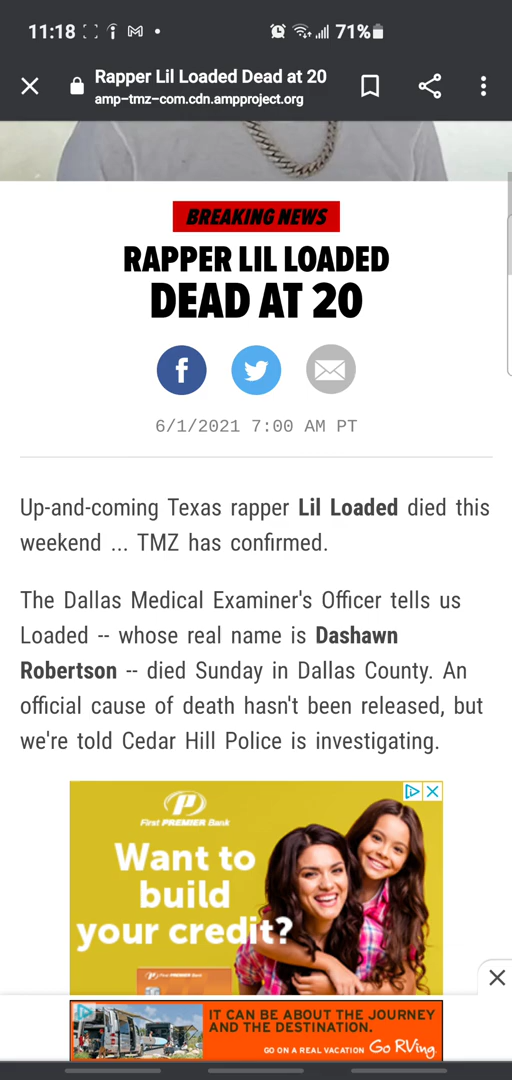 11:18
71%
Rapper Lil Loaded Dead at 20
amp-tmz-com.cdn.ampproject.org
BREAKING NEWS
RAPPER LIL LOADED
DEAD AT 20
6/1/2021 7:00 AM PT
Up-and-coming Texas rapper Lil Loaded died this
weekend ... TMZ has confirmed.
The Dallas Medical Examiner's Officer tells us
Loaded -- whose real name is Dashawn
Robertson -- died Sunday in Dallas County. An
official cause of death hasn't been released, but
we're told Cedar Hill Police is investigating.
First PREMIER Bank
Want to
build
your credit?
First PREMIER Bank
IT CAN BE ABOUT THE JOURNEY
AND THE DESTINATION.
GO ON A REAL VACATION Go RVing